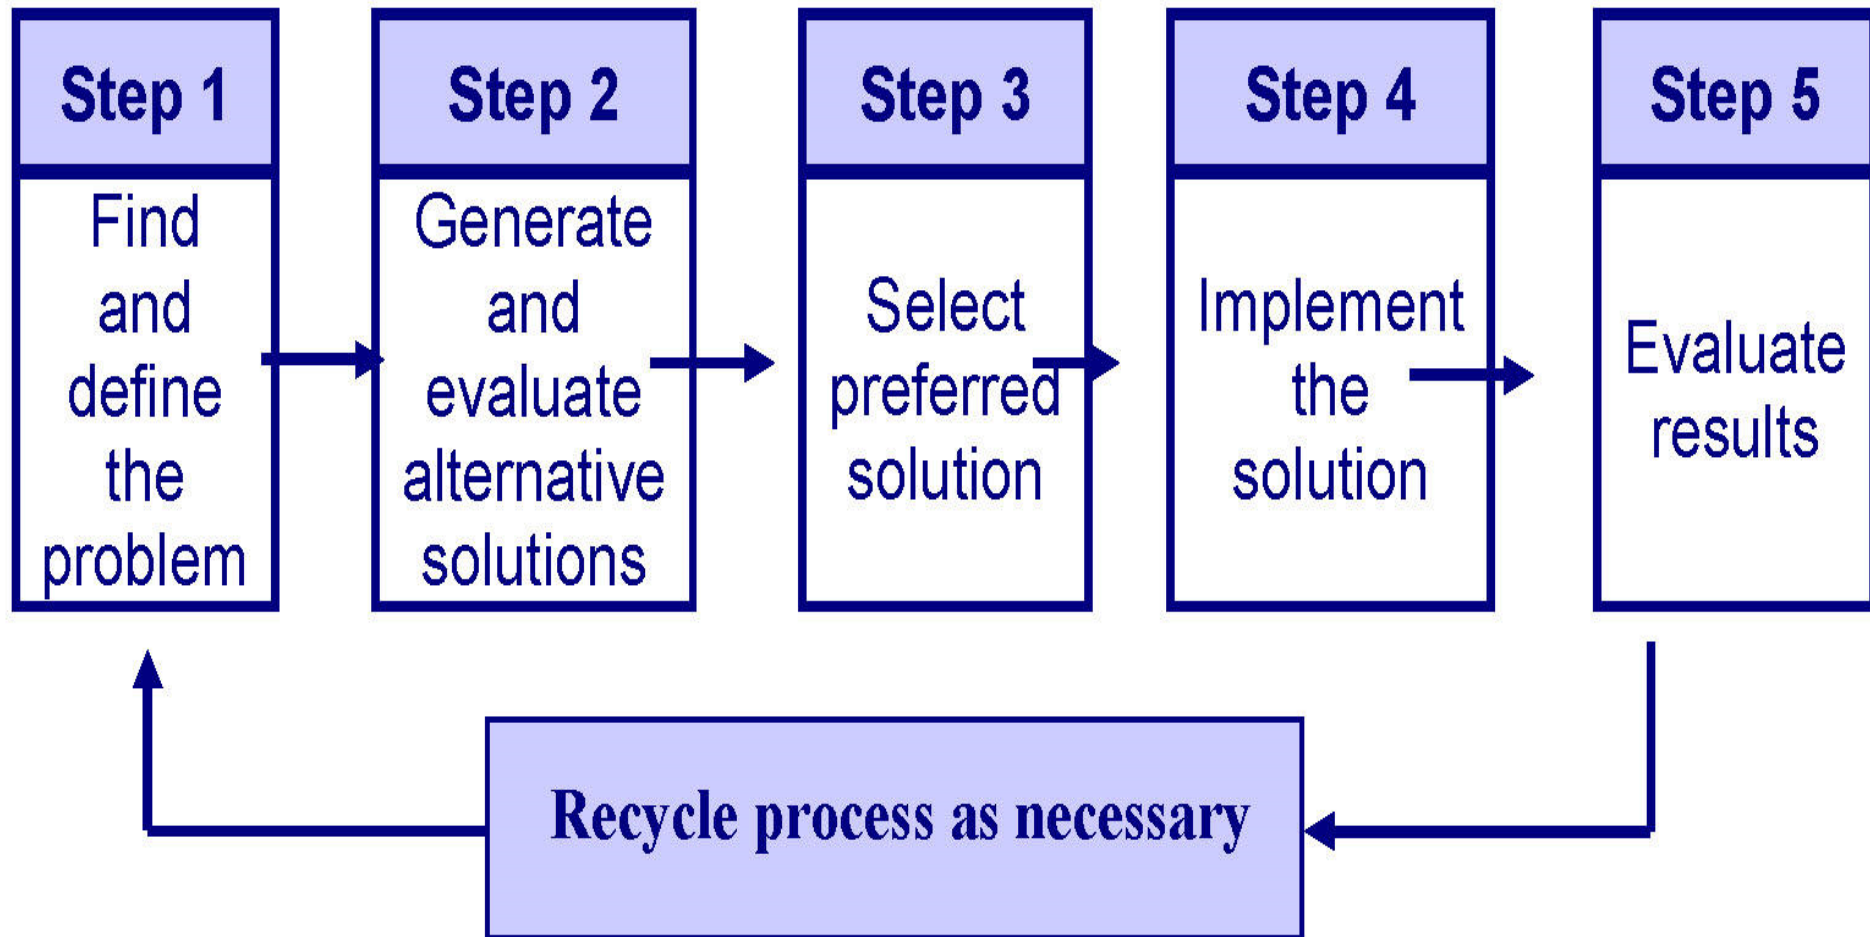 Step 1
Find
and
define
the
problem
Step 2
Generate
and
evaluate
alternative
solutions
Step 3
Select
preferred
solution
Step 4
Implement
the
solution
Step 5
Evaluate
results
Recycle process as necessary